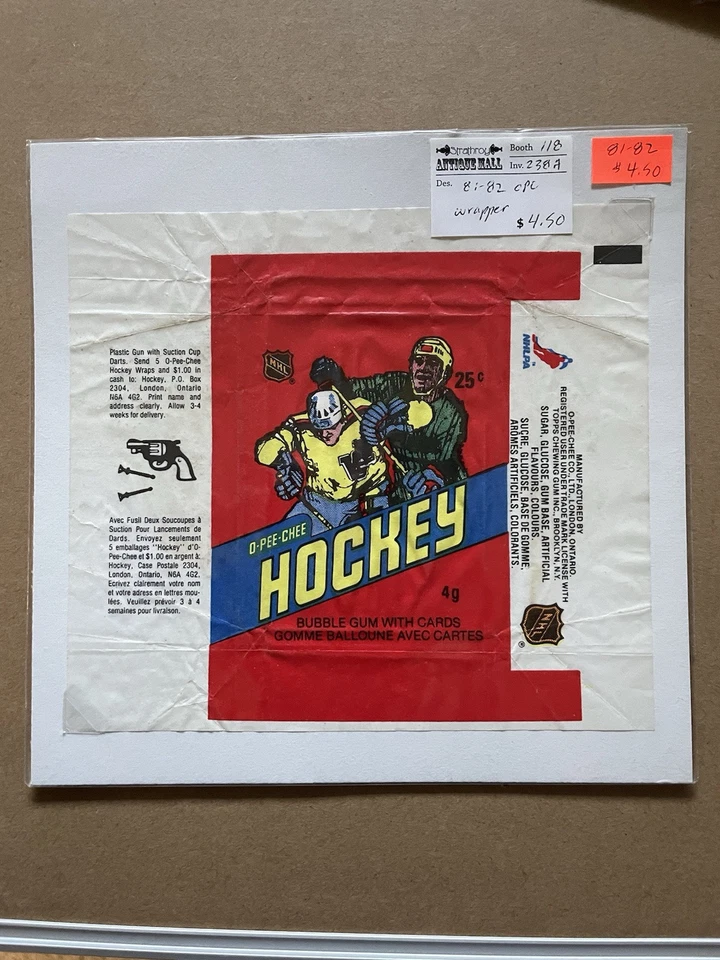 Strathroy
ANTIQUE MALL
Booth 118
Inv. 238A
Des. 81-82 OPC
wrapper
$4.50
81-82
$4.50
Plastic Gun with Suction Cup
Darts. Send 5 O-Pee-Chee
Hockey Wraps and $1.00 in
cash to: Hockey, P.O. Box
2304, London, Ontario
N6A 4G2. Print name and
address clearly. Allow 3-4
weeks for delivery.
Avec Fusil Deux Soucoupes à
Suction Pour Lancements de
Dards. Envoyez seulement
5 emballages "Hockey" d'O-
Pee-Chee et $1.00 en argent à:
Hockey, Case Postale 2304,
London, Ontario, N6A 4G2.
Ecrivez clairement votre nom
et votre adress en lettres mou-
lées. Veuillez prévoir 3 à 4
semaines pour livraison.
NHL
25¢
O-PEE-CHEE
HOCKEY
4g
BUBBLE GUM WITH CARDS
GOMME BALLOUNE AVEC CARTES
NHLPA™
MANUFACTURED BY
O-PEE-CHEE CO., LTD., LONDON, ONTARIO
REGISTERED USER UNDER TRADE MARK LICENSE WITH
TOPPS CHEWING GUM INC., BROOKLYN, N.Y.
SUGAR, GLUCOSE, GUM BASE, ARTIFICIAL
FLAVOURS, COLOURS.
SUCRE, GLUCOSE, BASE DE GOMME,
AROMES ARTIFICIELS, COLORANTS.
NHL
®